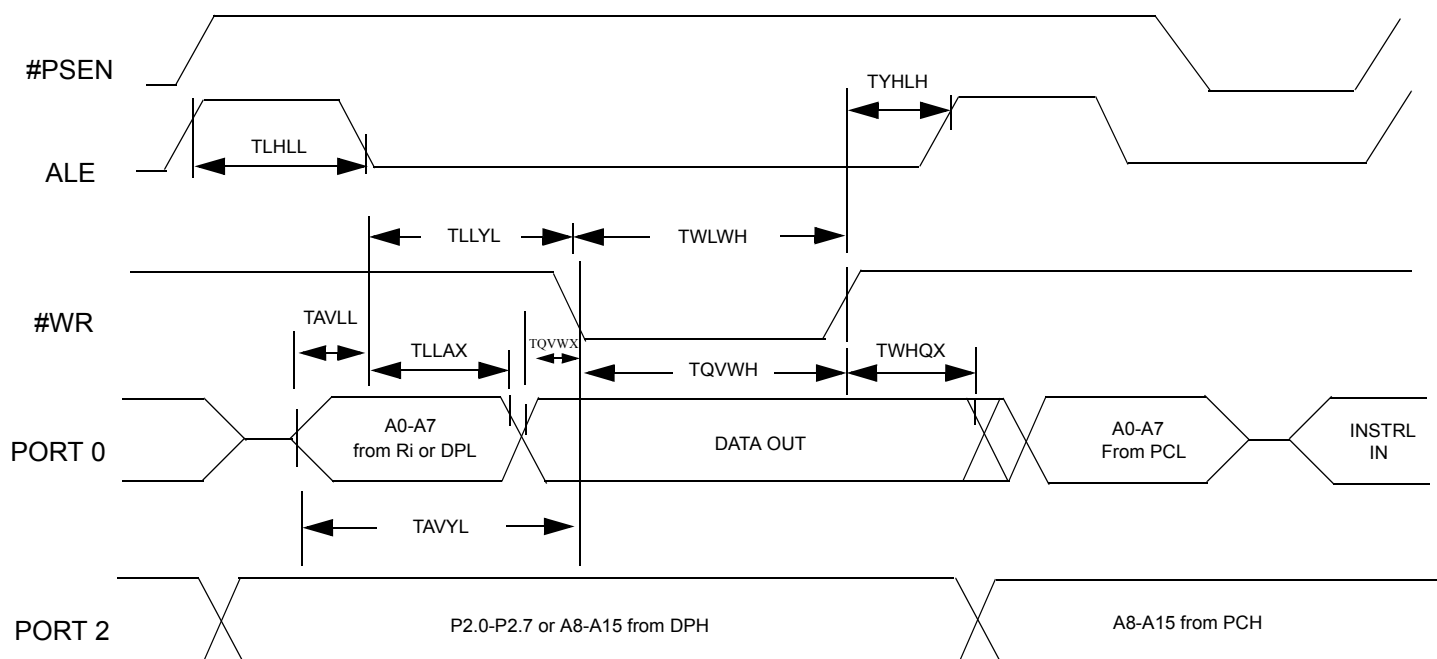 #PSEN
TYHLH
TLHLL
ALE
TLLYL
TWLWH
#WR
TAVLL
TLLAX
TQVWX
TQVWH
TWHQX
PORT 0
A0-A7
from Ri or DPL
DATA OUT
A0-A7
From PCL
INSTRL
IN
TAVYL
PORT 2
P2.0-P2.7 or A8-A15 from DPH
A8-A15 from PCH